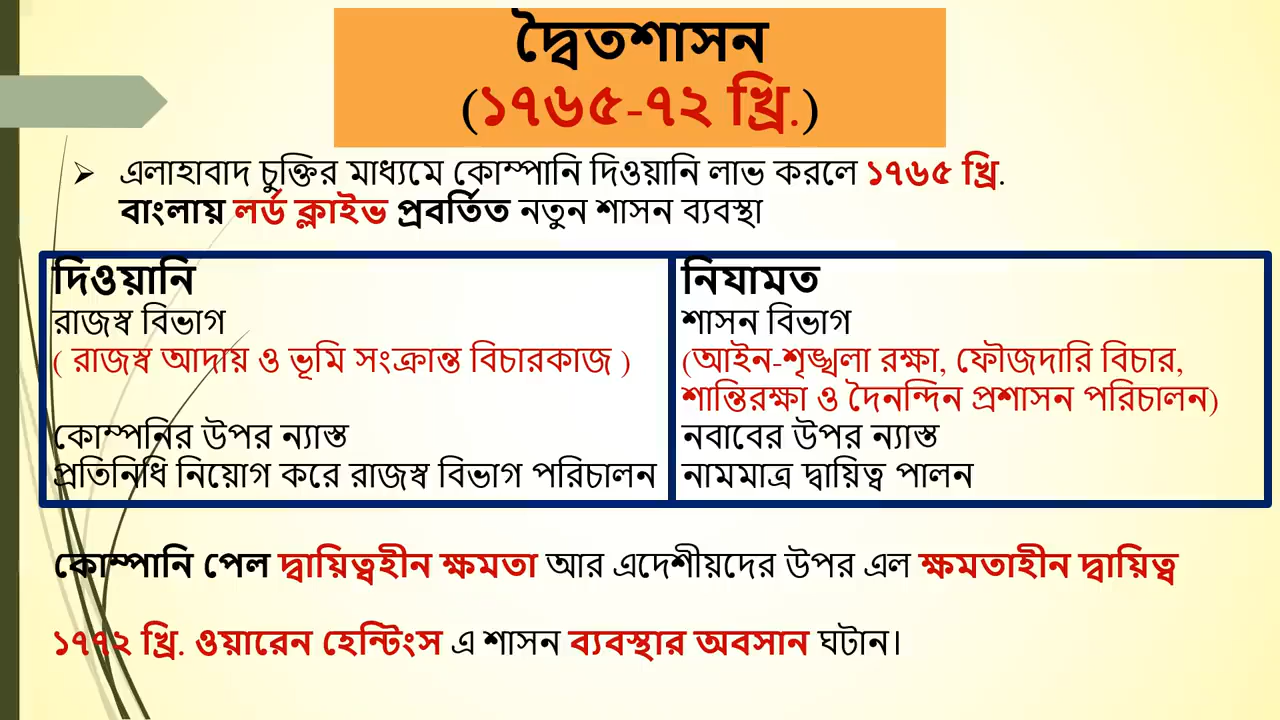 দ্বৈতশাসন
(১৭৬৫-৭২ খ্রি.)
এলাহাবাদ চুক্তির মাধ্যমে কোম্পানি দিওয়ানি লাভ করলে ১৭৬৫ খ্রি.
বাংলায় লর্ড ক্লাইভ প্রবর্তিত নতুন শাসন ব্যবস্থা
দিওয়ানি
রাজস্ব বিভাগ
( রাজস্ব আদায় ও ভূমি সংক্রান্ত বিচারকাজ )
কোম্পনির উপর ন্যাস্ত
প্রতিনিধি নিয়োগ করে রাজস্ব বিভাগ পরিচালন
নিযামত
শাসন বিভাগ
(আইন-শৃঙ্খলা রক্ষা, ফৌজদারি বিচার,
শান্তিরক্ষা ও দৈনন্দিন প্রশাসন পরিচালন)
নবাবের উপর ন্যাস্ত
নামমাত্র দ্বায়িত্ব পালন
কোম্পানি পেল দ্বায়িত্বহীন ক্ষমতা আর এদেশীয়দের উপর এল ক্ষমতাহীন দ্বায়িত্ব
১৭৭২ খ্রি. ওয়ারেন হেন্টিংস এ শাসন ব্যবস্থার অবসান ঘটান।